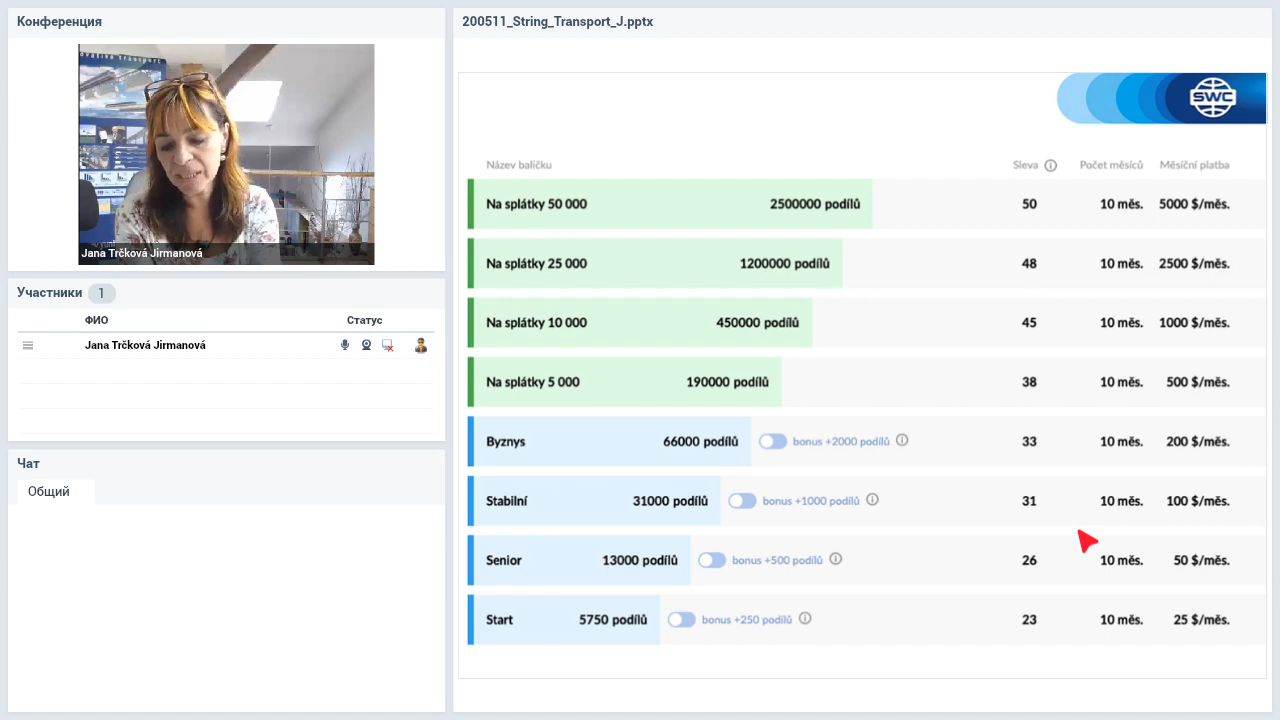 Конференция
Jana Trčková Jirmanová
Участники 1
ФИО Статус
Jana Trčková Jirmanová
Чат
Общий
200511_String_Transport_J.pptx
SWC
Název balíčku Sleva Počet měsíců Měsíční platba
Na splátky 50 000 2500000 podílů 50 10 měs. 5000 $/měs.
Na splátky 25 000 1200000 podílů 48 10 měs. 2500 $/měs.
Na splátky 10 000 450000 podílů 45 10 měs. 1000 $/měs.
Na splátky 5 000 190000 podílů 38 10 měs. 500 $/měs.
Byznys 66000 podílů bonus +2000 podílů 33 10 měs. 200 $/měs.
Stabilní 31000 podílů bonus +1000 podílů 31 10 měs. 100 $/měs.
Senior 13000 podílů bonus +500 podílů 26 10 měs. 50 $/měs.
Start 5750 podílů bonus +250 podílů 23 10 měs. 25 $/měs.